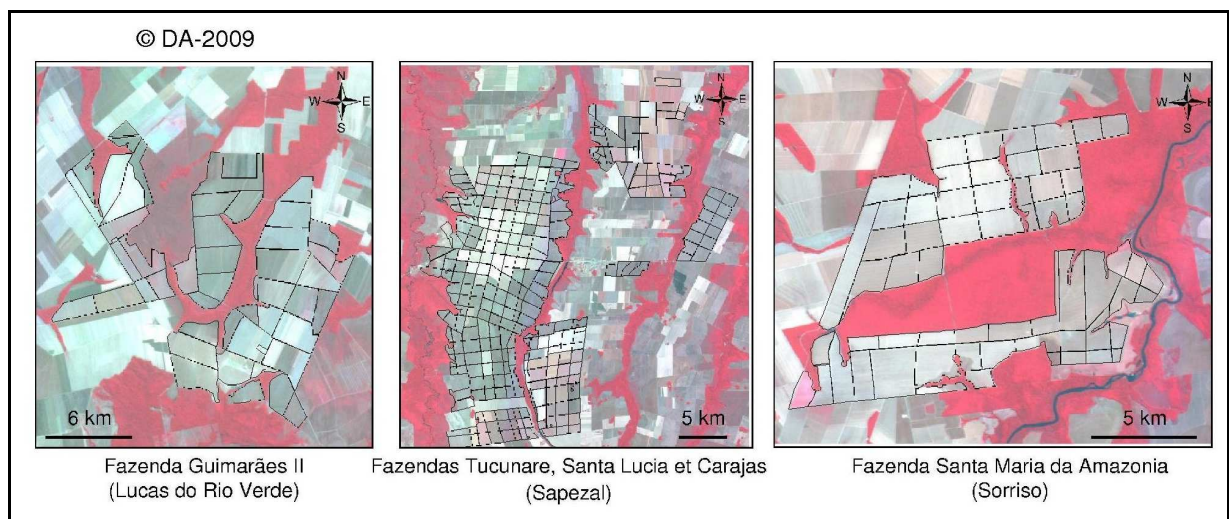 © DA-2009
N
W E
S
6 km
N
W E
S
5 km
N
W E
S
5 km
Fazenda Guimarães II
(Lucas do Rio Verde)
Fazendas Tucunare, Santa Lucia et Carajas
(Sapezal)
Fazenda Santa Maria da Amazonia
(Sorriso)